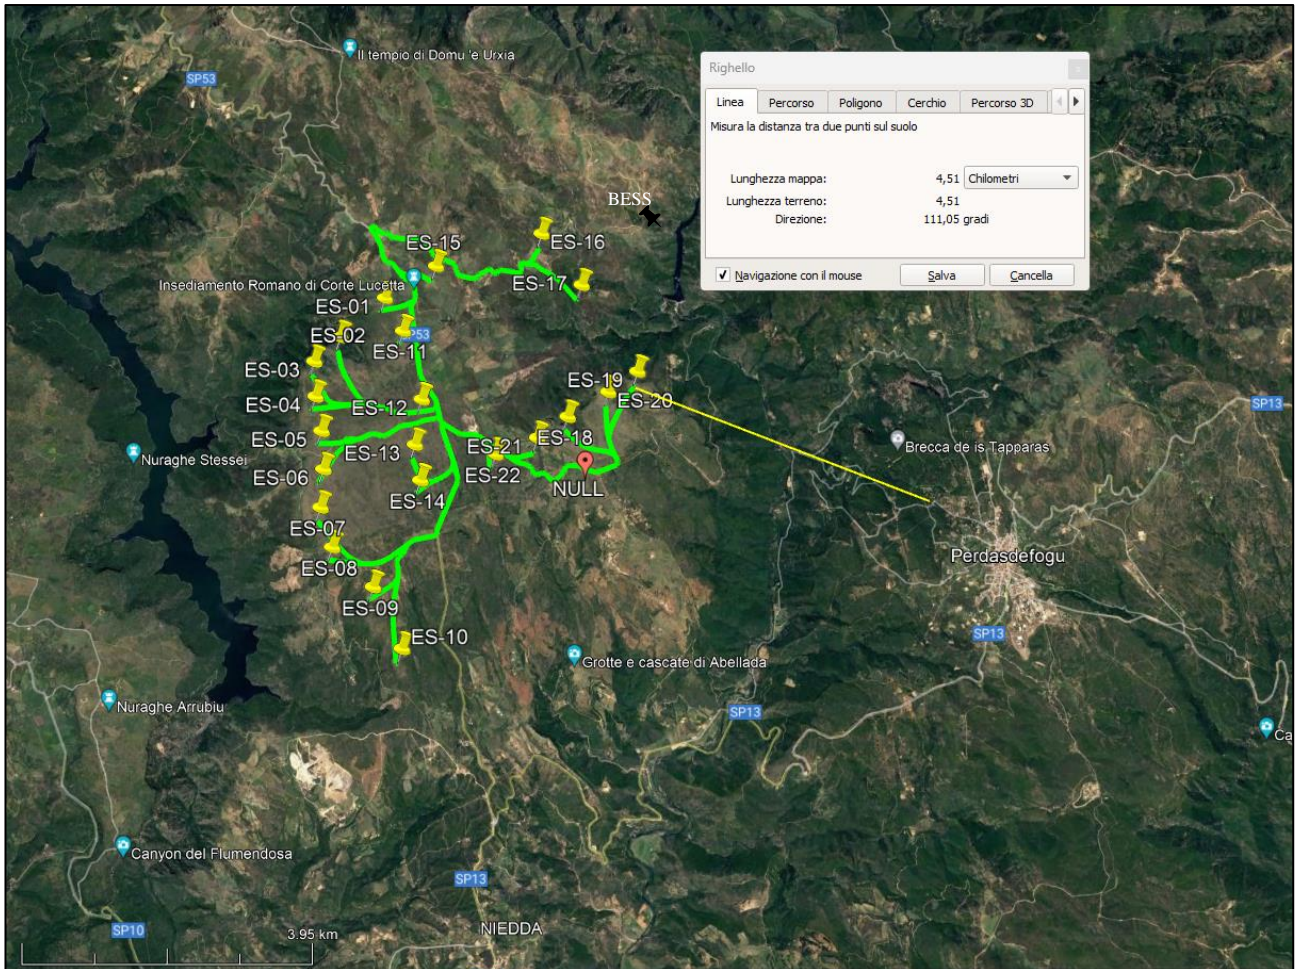 Il tempio di Domu 'e Urxia
SP53
Righello
Linea
Percorso
Poligono
Cerchio
Percorso 3D
Misura la distanza tra due punti sul suolo
Lunghezza mappa:
4,51
Chilometri
Lunghezza terreno:
4,51
Direzione:
111,05 gradi
Navigazione con il mouse
Salva
Cancella
BESS
ES-15
ES-16
Insediamento Romano di Corte Lucetta
ES-17
ES-01
ES-02
SP53
ES-11
ES-03
ES-19
ES-20
ES-04
ES-12
SP13
ES-05
ES-18
ES-21
Brecca de is Tapparas
ES-13
Nuraghe Stessei
ES-06
ES-22
NULL
ES-14
ES-07
Perdasdefogu
ES-08
ES-09
ES-10
SP13
Grotte e cascate di Abellada
Nuraghe Arrubiu
SP13
Ca
Canyon del Flumendosa
SP13
NIEDDA
SP10
3.95 km